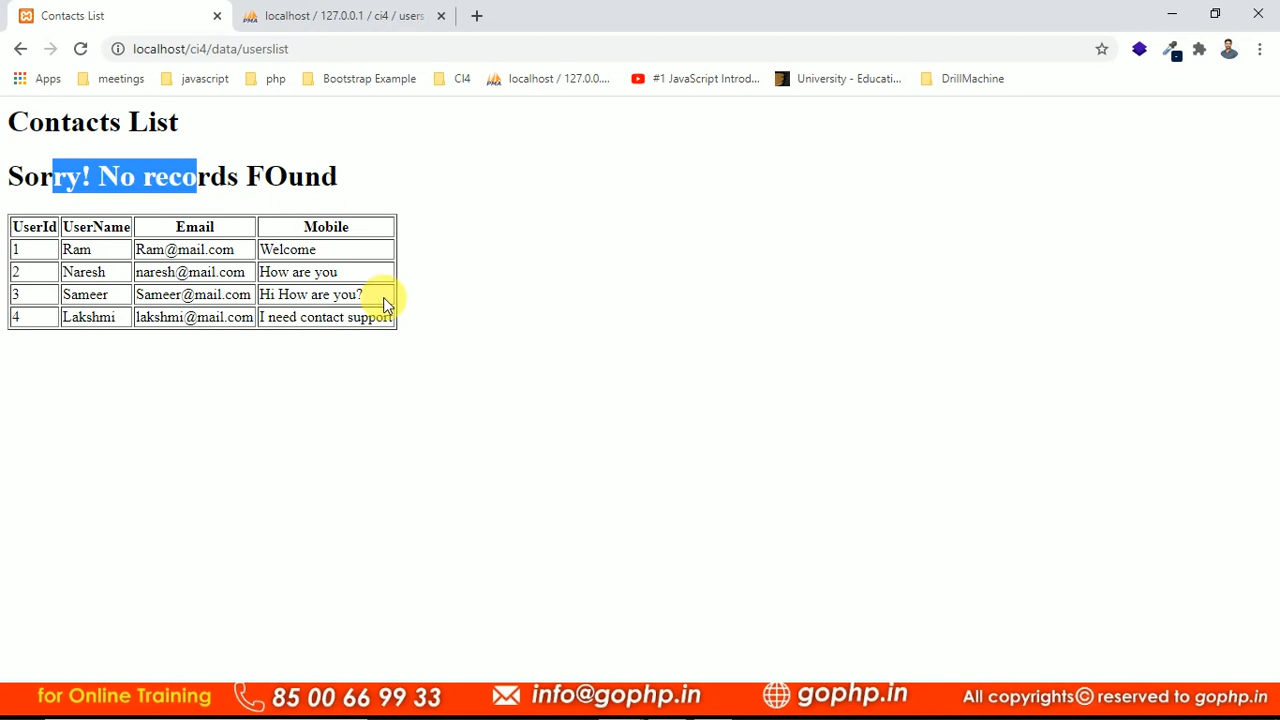 Contacts List
localhost / 127.0.0.1 / ci4 / users
localhost/ci4/data/userslist
Apps
meetings
javascript
php
Bootstrap Example
CI4
localhost / 127.0.0....
#1 JavaScript Introd...
University - Educati...
DrillMachine
Contacts List
Sorry! No records FOund
UserId UserName Email Mobile
1 Ram Ram@mail.com Welcome
2 Naresh naresh@mail.com How are you
3 Sameer Sameer@mail.com Hi How are you?
4 Lakshmi lakshmi@mail.com I need contact support
for Online Training 85 00 66 99 33 info@gophp.in gophp.in All copyrights© reserved to gophp.in